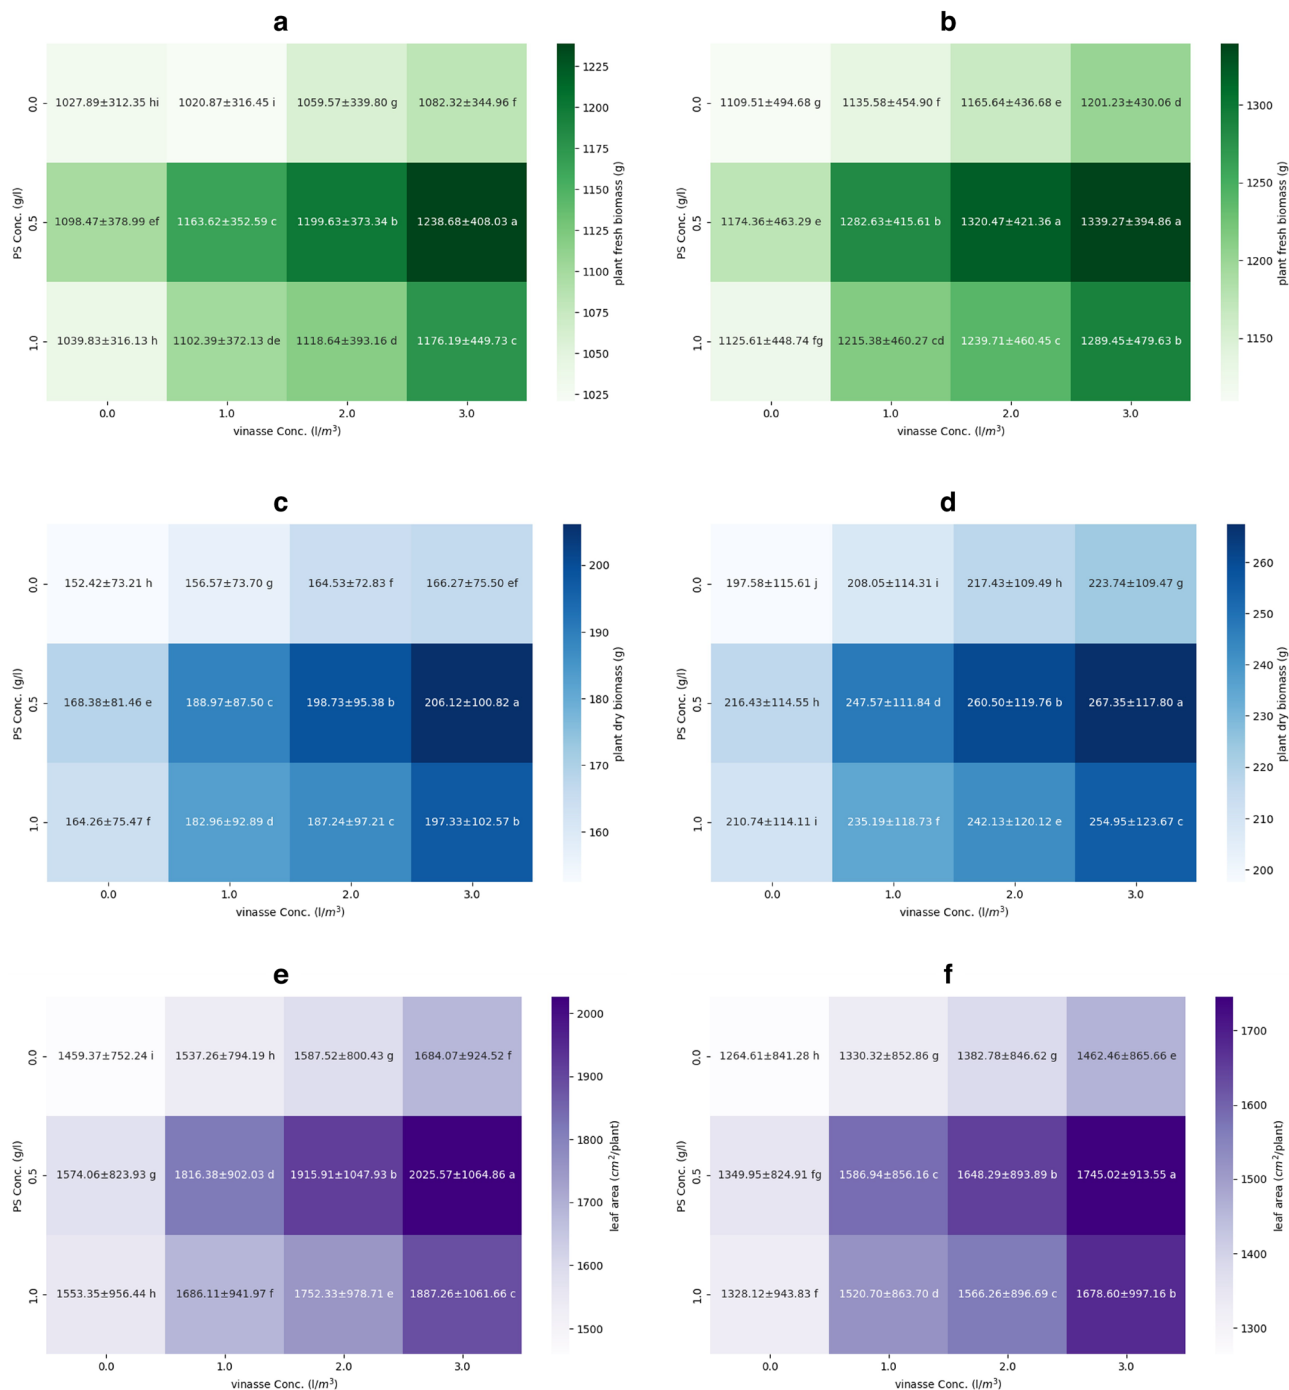 a
1027.89±312.35 hi 1020.87±316.45 i 1059.57±339.80 g 1082.32±344.96 f
1098.47±378.99 ef 1163.62±352.59 c 1199.63±373.34 b 1238.68±408.03 a
1039.83±316.13 h 1102.39±372.13 de 1118.64±393.16 d 1176.19±449.73 c
0.0
0.5
1.0
PS Conc. (g/l)
0.0 1.0 2.0 3.0
vinasse Conc. (l/m³)
1225
1200
1175
1150
1125
1100
1075
1050
1025
plant fresh biomass (g)
b
1109.51±494.68 g 1135.58±454.90 f 1165.64±436.68 e 1201.23±430.06 d
1174.36±463.29 e 1282.63±415.61 b 1320.47±421.36 a 1339.27±394.86 a
1125.61±448.74 fg 1215.38±460.27 cd 1239.71±460.45 c 1289.45±479.63 b
0.0
0.5
1.0
PS Conc. (g/l)
0.0 1.0 2.0 3.0
vinasse Conc. (l/m³)
1300
1250
1200
1150
plant fresh biomass (g)
c
152.42±73.21 h 156.57±73.70 g 164.53±72.83 f 166.27±75.50 ef
168.38±81.46 e 188.97±87.50 c 198.73±95.38 b 206.12±100.82 a
164.26±75.47 f 182.96±92.89 d 187.24±97.21 c 197.33±102.57 b
0.0
0.5
1.0
PS Conc. (g/l)
0.0 1.0 2.0 3.0
vinasse Conc. (l/m³)
200
190
180
170
160
plant dry biomass (g)
d
197.58±115.61 j 208.05±114.31 i 217.43±109.49 h 223.74±109.47 g
216.43±114.55 h 247.57±111.84 d 260.50±119.76 b 267.35±117.80 a
210.74±114.11 i 235.19±118.73 f 242.13±120.12 e 254.95±123.67 c
0.0
0.5
1.0
PS Conc. (g/l)
0.0 1.0 2.0 3.0
vinasse Conc. (l/m³)
260
250
240
230
220
210
200
plant dry biomass (g)
e
1459.37±752.24 i 1537.26±794.19 h 1587.52±800.43 g 1684.07±924.52 f
1574.06±823.93 g 1816.38±902.03 d 1915.91±1047.93 b 2025.57±1064.86 a
1553.35±956.44 h 1686.11±941.97 f 1752.33±978.71 e 1887.26±1061.66 c
0.0
0.5
1.0
PS Conc. (g/l)
0.0 1.0 2.0 3.0
vinasse Conc. (l/m³)
2000
1900
1800
1700
1600
1500
leaf area (cm²/plant)
f
1264.61±841.28 h 1330.32±852.86 g 1382.78±846.62 g 1462.46±865.66 e
1349.95±824.91 fg 1586.94±856.16 c 1648.29±893.89 b 1745.02±913.55 a
1328.12±943.83 f 1520.70±863.70 d 1566.26±896.69 c 1678.60±997.16 b
0.0
0.5
1.0
PS Conc. (g/l)
0.0 1.0 2.0 3.0
vinasse Conc. (l/m³)
1700
1600
1500
1400
1300
leaf area (cm²/plant)